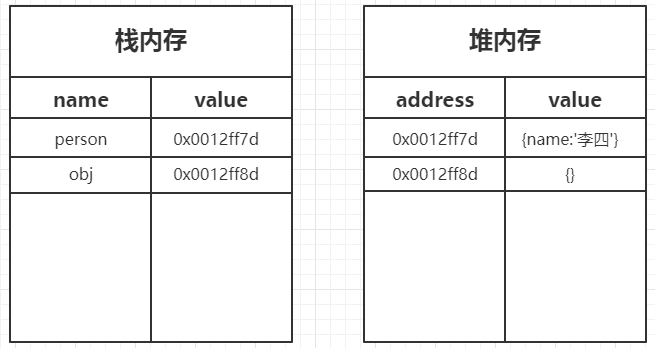 栈内存
name value
person 0x0012ff7d
obj 0x0012ff8d
堆内存
address value
0x0012ff7d {name:'李四'}
0x0012ff8d {}